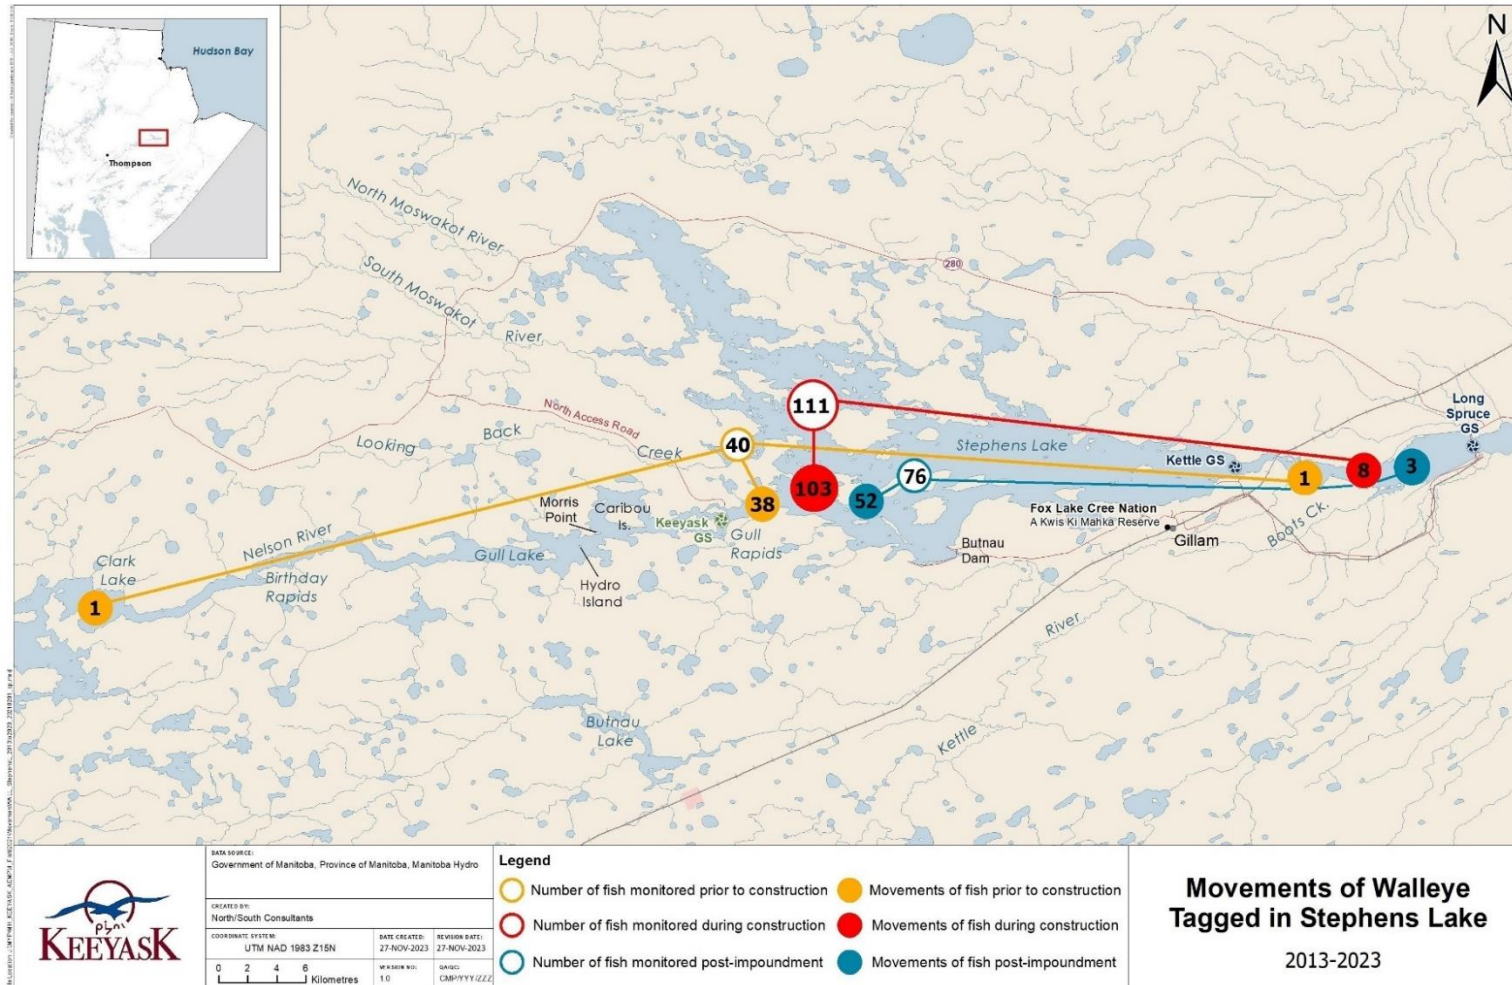 Hudson Bay
Thompson
N
North Moswakot River
South Moswakot
River
280
North Access Road
Looking
Back
Creek
111
40
Stephens Lake
Long
Spruce
GS
Kettle GS
1
8
3
76
103
52
38
Morris
Point
Caribou
Is.
Keeyask
GS
Gull
Rapids
Fox Lake Cree Nation
A Kwis Ki Mahka Reserve
Gillam
Boots Ck.
Butnau
Dam
Nelson River
Gull Lake
Clark
Lake
Birthday
Rapids
Hydro
Island
1
River
Kettle
Butnau
Lake
KEEYASK
DATA SOURCE:
Government of Manitoba, Province of Manitoba, Manitoba Hydro
CREATED BY:
North/South Consultants
COORDINATE SYSTEM:
UTM NAD 1983 Z15N
DATE CREATED:
27-NOV-2023
REVISION DATE:
27-NOV-2023
0 2 4 6
Kilometres
VERSION NO:
1.0
QA/QC:
CMP/YYY/ZZZ
Legend
Number of fish monitored prior to construction
Movements of fish prior to construction
Number of fish monitored during construction
Movements of fish during construction
Number of fish monitored post-impoundment
Movements of fish post-impoundment
Movements of Walleye
Tagged in Stephens Lake
2013-2023